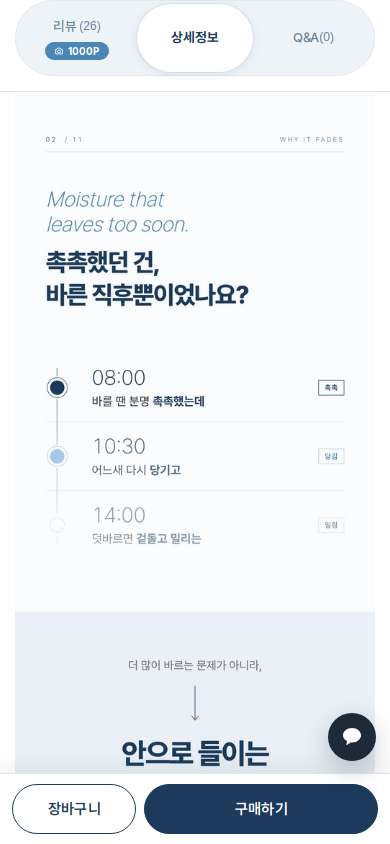 리뷰 (26)
1000P
상세정보
Q&A(0)
02 / 11
WHY IT FADES
Moisture that
leaves too soon.
촉촉했던 건,
바른 직후뿐이었나요?
08:00
바를 땐 분명 촉촉했는데
촉촉
10:30
어느새 다시 당기고
당김
14:00
덧바르면 겉돌고 밀리는
밀림
더 많이 바르는 문제가 아니라,
안으로 들이는
장바구니
구매하기